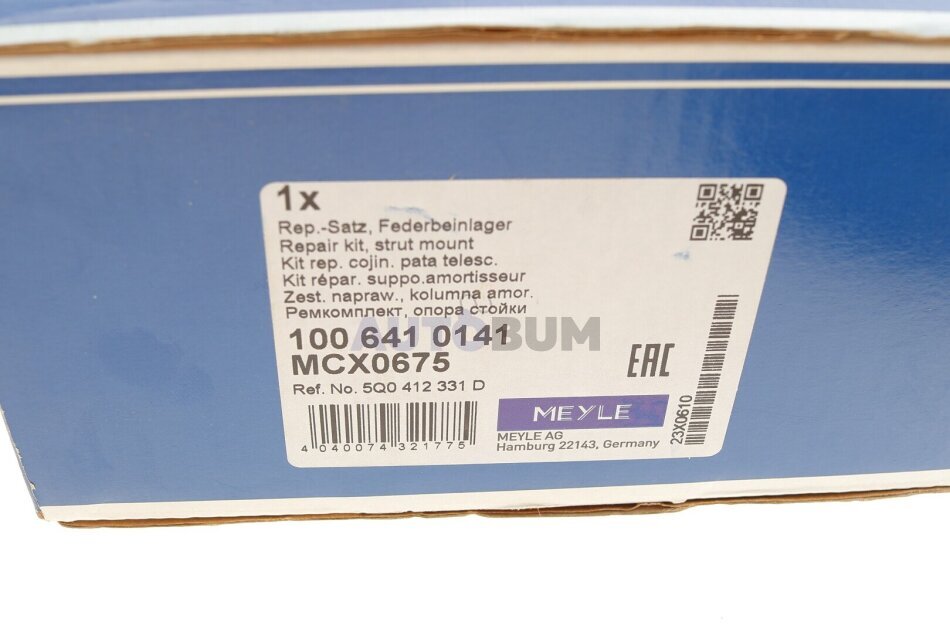 1x
Rep.-Satz, Federbeinlager
Repair kit, strut mount
Kit rep. cojin. pata telesc.
Kit répar. suppo.amortisseur
Zest. napraw., kolumna amor.
Ремкомплект, опора стойки
AUTOBUM
100 641 0141
MCX0675
Ref. No. 5Q0 412 331 D
4 040074 321775
EAC
MEYLE
MEYLE AG
Hamburg 22143, Germany
23X0610